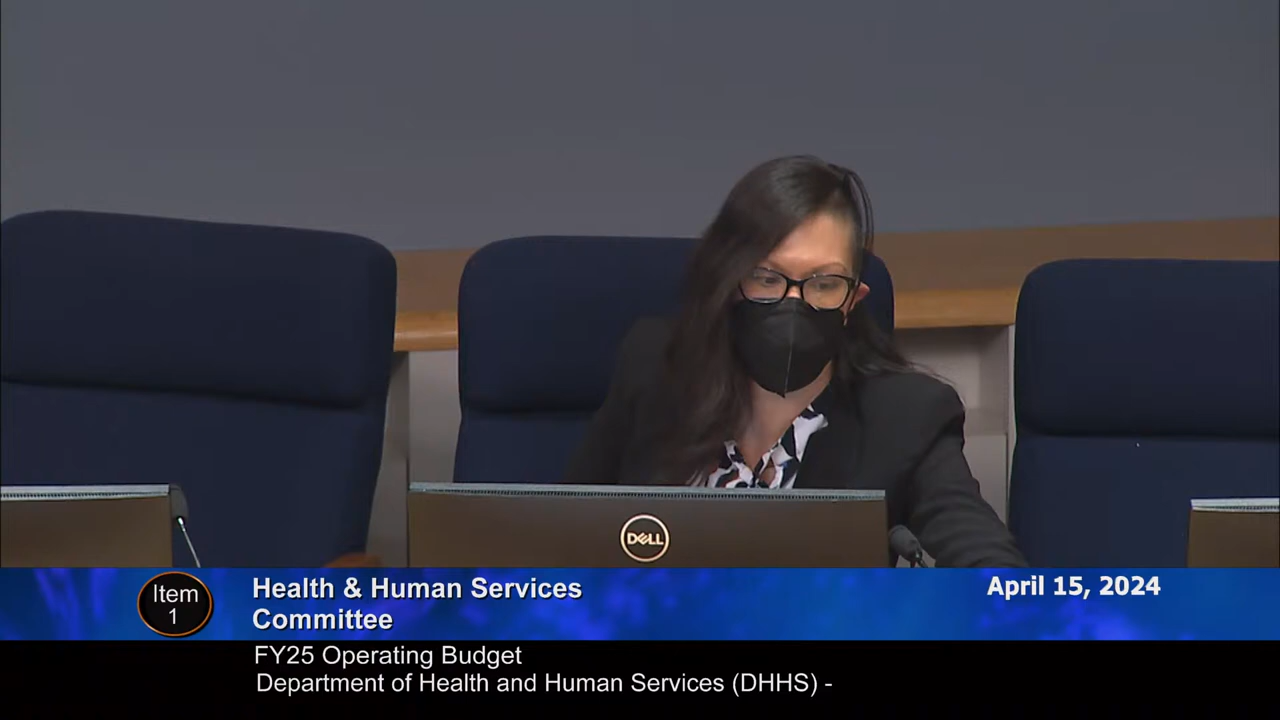 DELL
Item
1
Health & Human Services
Committee
April 15, 2024
FY25 Operating Budget
Department of Health and Human Services (DHHS) -